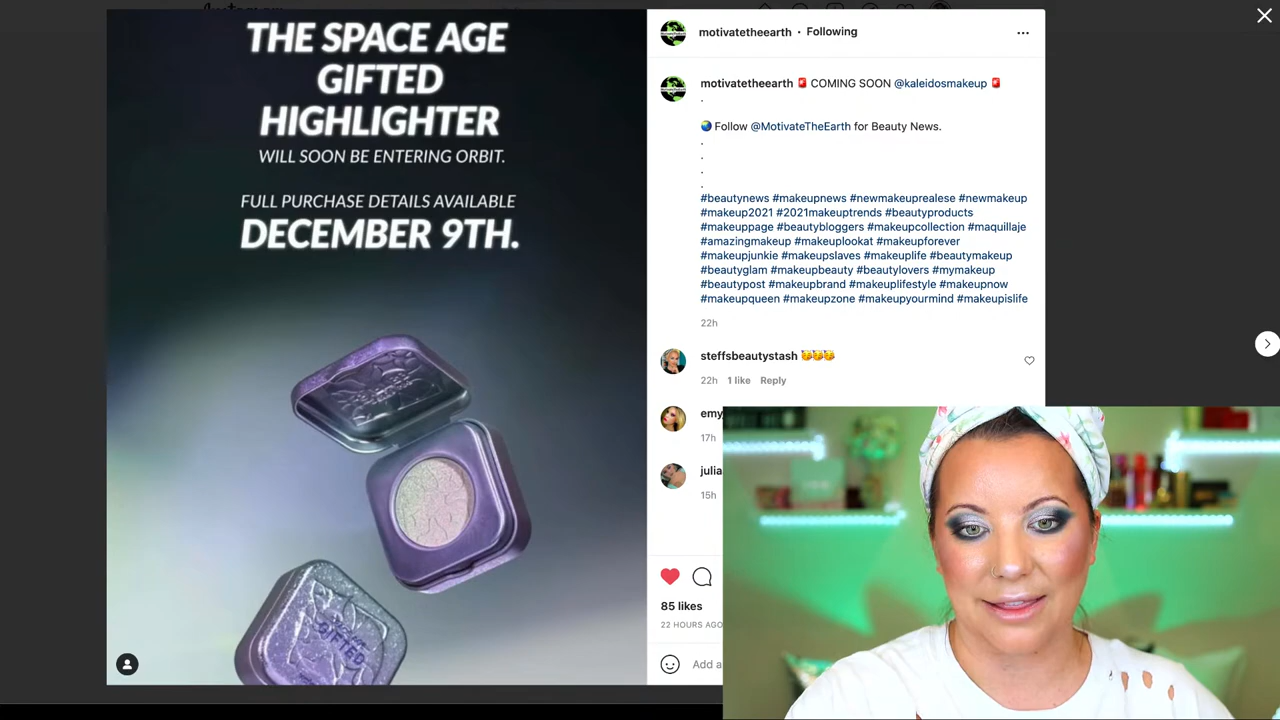 THE SPACE AGE
GIFTED
HIGHLIGHTER
WILL SOON BE ENTERING ORBIT.
FULL PURCHASE DETAILS AVAILABLE
DECEMBER 9TH.
GIFTED
motivatetheearth • Following
motivatetheearth 🚨 COMING SOON @kaleidosmakeup 🚨
.
🌏 Follow @MotivateTheEarth for Beauty News.
.
.
.
.
#beautynews #makeupnews #newmakeuprealese #newmakeup
#makeup2021 #2021makeuptrends #beautyproducts
#makeuppage #beautybloggers #makeupcollection #maquillaje
#amazingmakeup #makeuplookat #makeupforever
#makeupjunkie #makeupslaves #makeuplife #beautymakeup
#beautyglam #makeupbeauty #beautylovers #mymakeup
#beautypost #makeupbrand #makeuplifestyle #makeupnow
#makeupqueen #makeupzone #makeupyourmind #makeupislife
22h
steffsbeautystash 🥳🥳🥳
22h 1 like Reply
emy
17h
julia
15h
85 likes
22 HOURS AGO
Add a